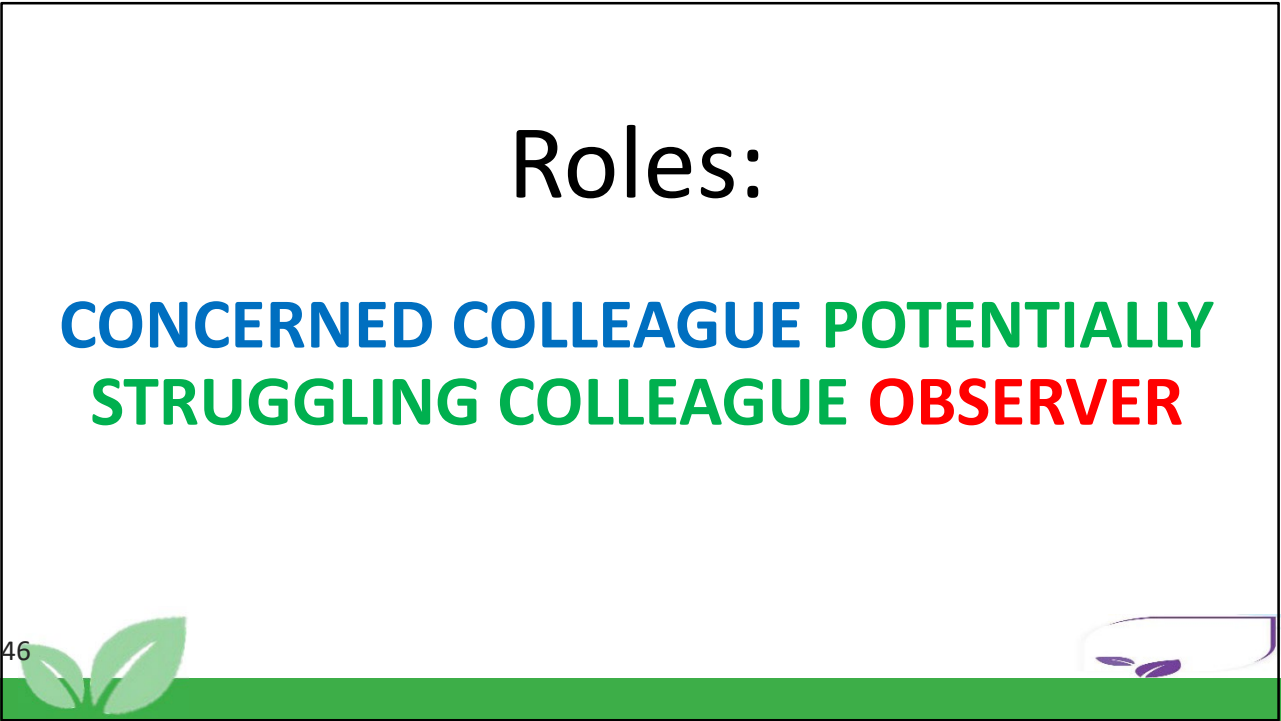 Roles:
CONCERNED COLLEAGUE POTENTIALLY
STRUGGLING COLLEAGUE OBSERVER
46